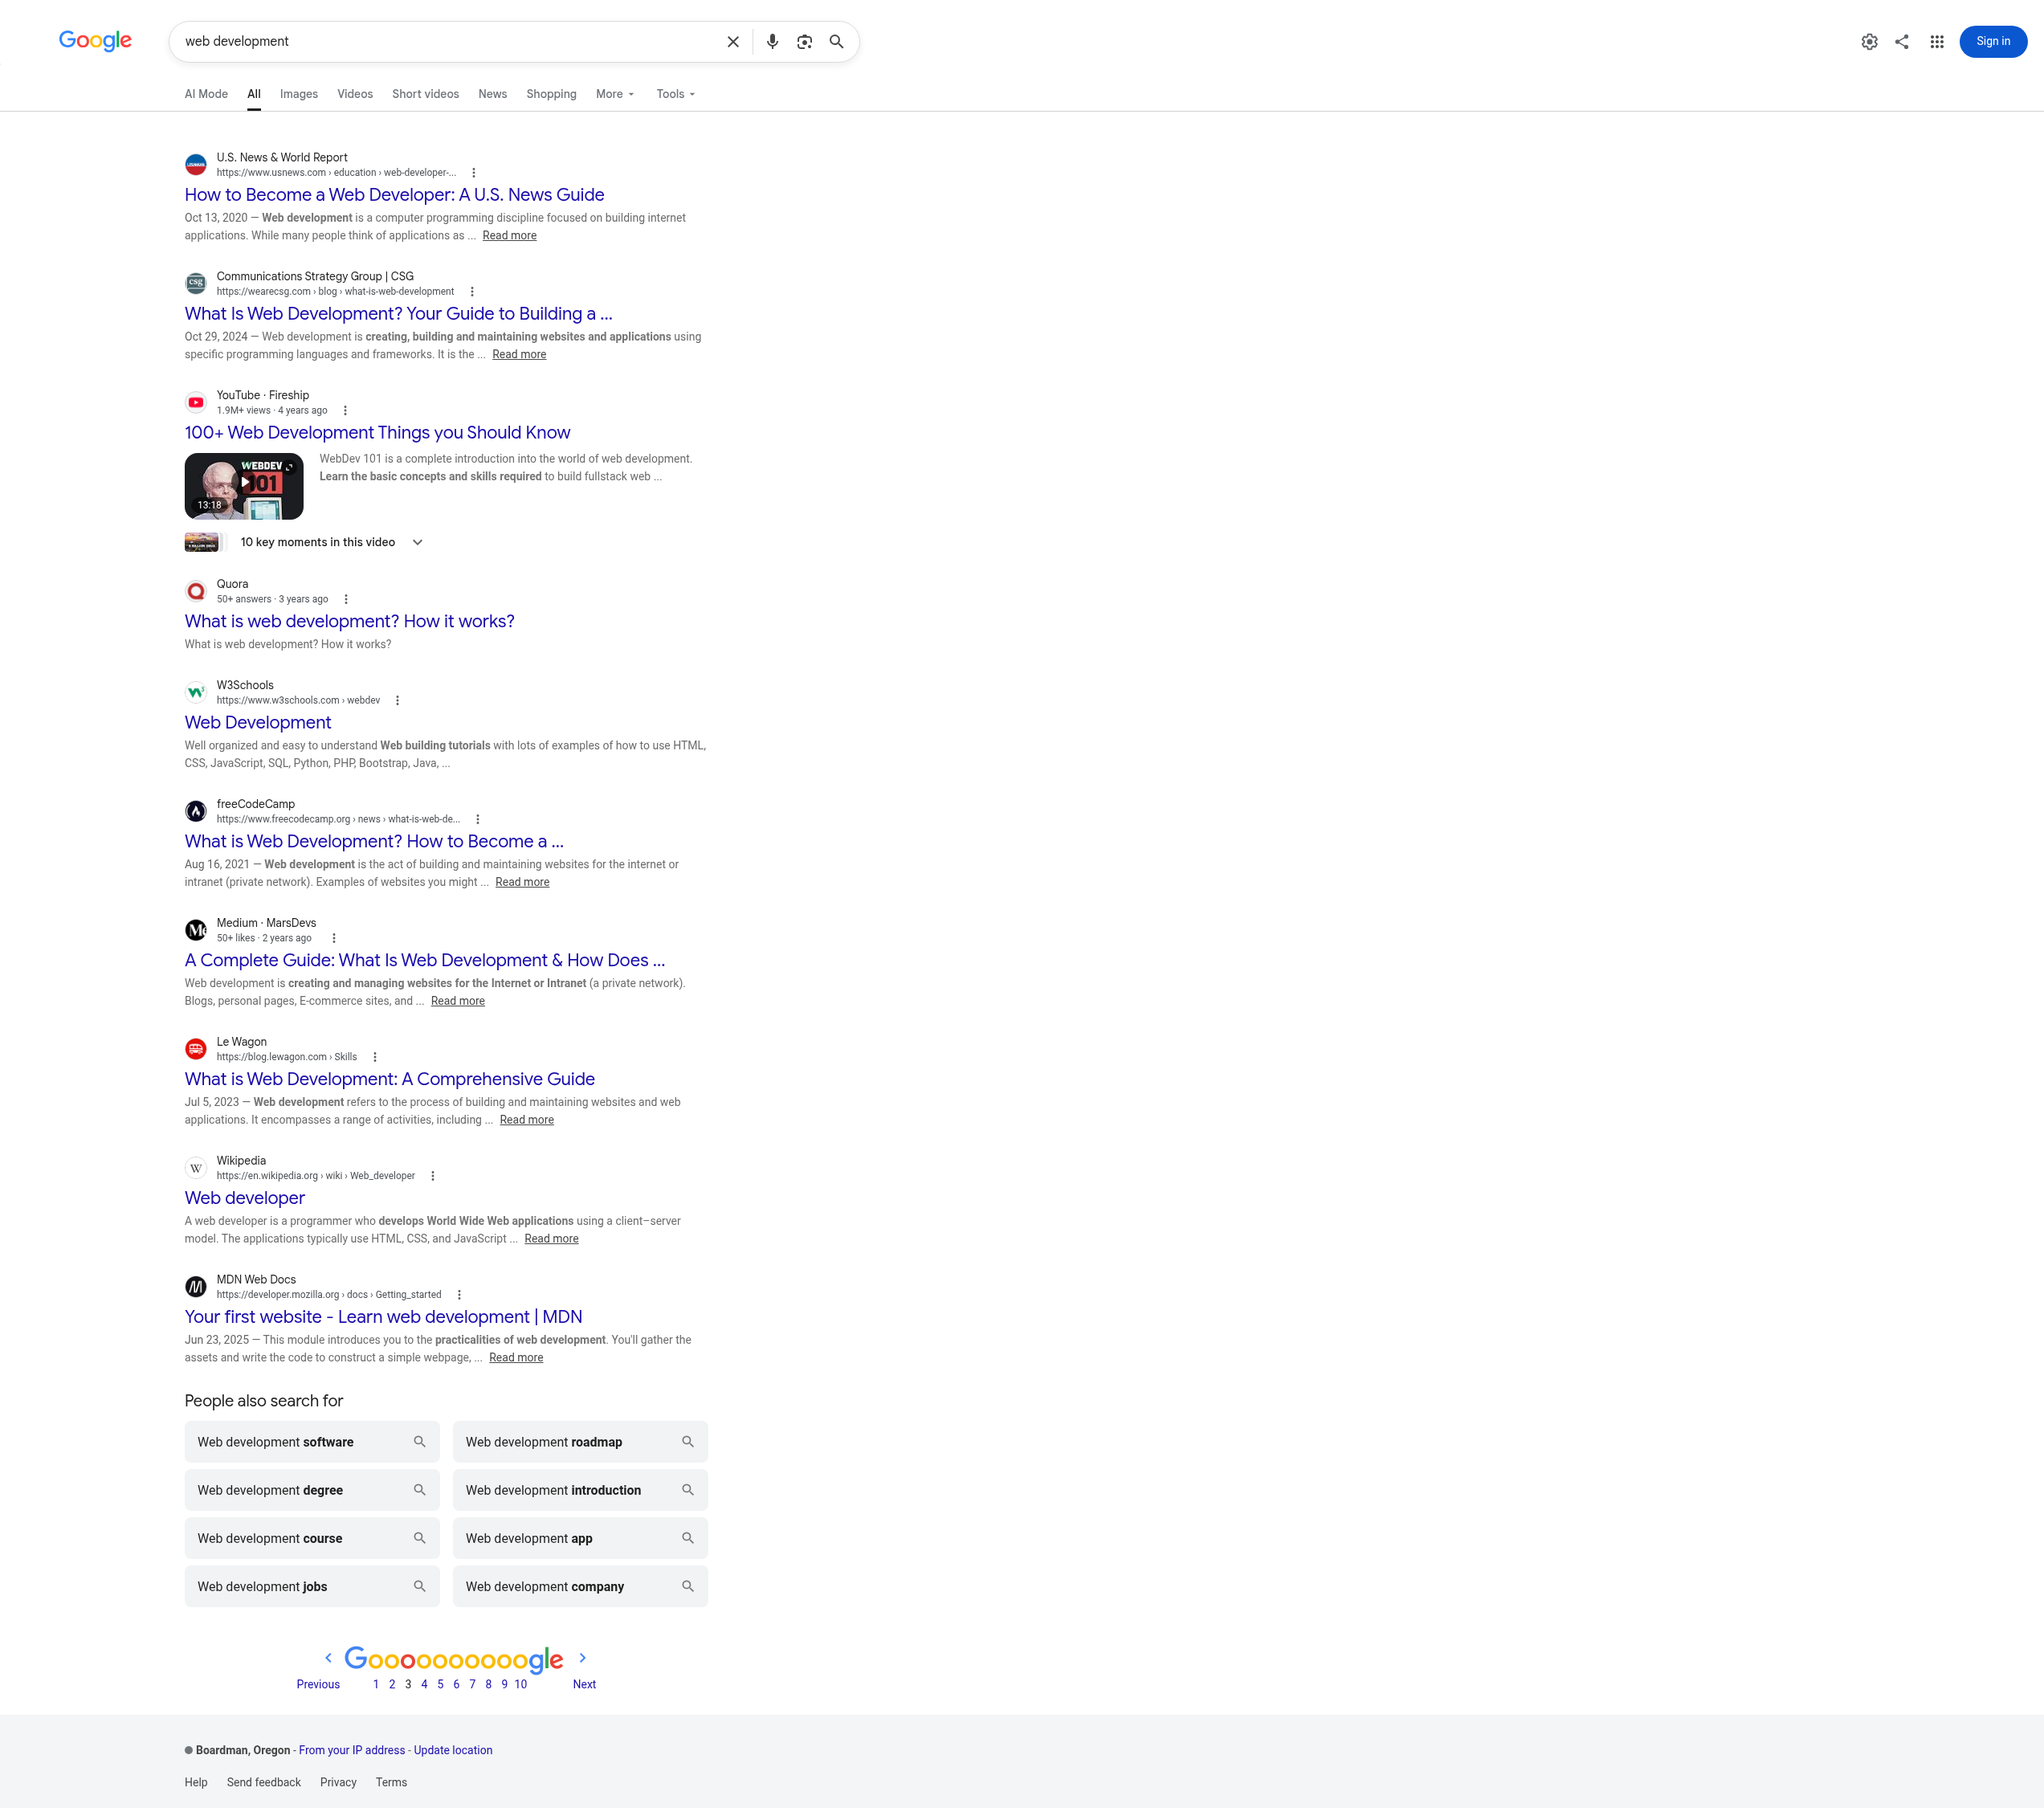 Google
web development
Sign in
AI Mode
All
Images
Videos
Short videos
News
Shopping
More
Tools
U.S. News & World Report
https://www.usnews.com › education › web-developer-...
How to Become a Web Developer: A U.S. News Guide
Oct 13, 2020 — Web development is a computer programming discipline focused on building internet
applications. While many people think of applications as ... Read more
csg
Communications Strategy Group | CSG
https://wearecsg.com › blog › what-is-web-development
What Is Web Development? Your Guide to Building a ...
Oct 29, 2024 — Web development is creating, building and maintaining websites and applications using
specific programming languages and frameworks. It is the ... Read more
YouTube · Fireship
1.9M+ views · 4 years ago
100+ Web Development Things you Should Know
WEBDEV
101
13:18
WebDev 101 is a complete introduction into the world of web development.
Learn the basic concepts and skills required to build fullstack web ...
10 key moments in this video
Quora
50+ answers · 3 years ago
What is web development? How it works?
What is web development? How it works?
W3Schools
https://www.w3schools.com › webdev
Web Development
Well organized and easy to understand Web building tutorials with lots of examples of how to use HTML,
CSS, JavaScript, SQL, Python, PHP, Bootstrap, Java, ...
freeCodeCamp
https://www.freecodecamp.org › news › what-is-web-de...
What is Web Development? How to Become a ...
Aug 16, 2021 — Web development is the act of building and maintaining websites for the internet or
intranet (private network). Examples of websites you might ... Read more
Medium · MarsDevs
50+ likes · 2 years ago
A Complete Guide: What Is Web Development & How Does ...
Web development is creating and managing websites for the Internet or Intranet (a private network).
Blogs, personal pages, E-commerce sites, and ... Read more
Le Wagon
https://blog.lewagon.com › Skills
What is Web Development: A Comprehensive Guide
Jul 5, 2023 — Web development refers to the process of building and maintaining websites and web
applications. It encompasses a range of activities, including ... Read more
W
Wikipedia
https://en.wikipedia.org › wiki › Web_developer
Web developer
A web developer is a programmer who develops World Wide Web applications using a client–server
model. The applications typically use HTML, CSS, and JavaScript ... Read more
MDN Web Docs
https://developer.mozilla.org › docs › Getting_started
Your first website - Learn web development | MDN
Jun 23, 2025 — This module introduces you to the practicalities of web development. You'll gather the
assets and write the code to construct a simple webpage, ... Read more
People also search for
Web development software
Web development roadmap
Web development degree
Web development introduction
Web development course
Web development app
Web development jobs
Web development company
Goooooooooogle
Previous 1 2 3 4 5 6 7 8 9 10 Next
Boardman, Oregon - From your IP address - Update location
Help Send feedback Privacy Terms